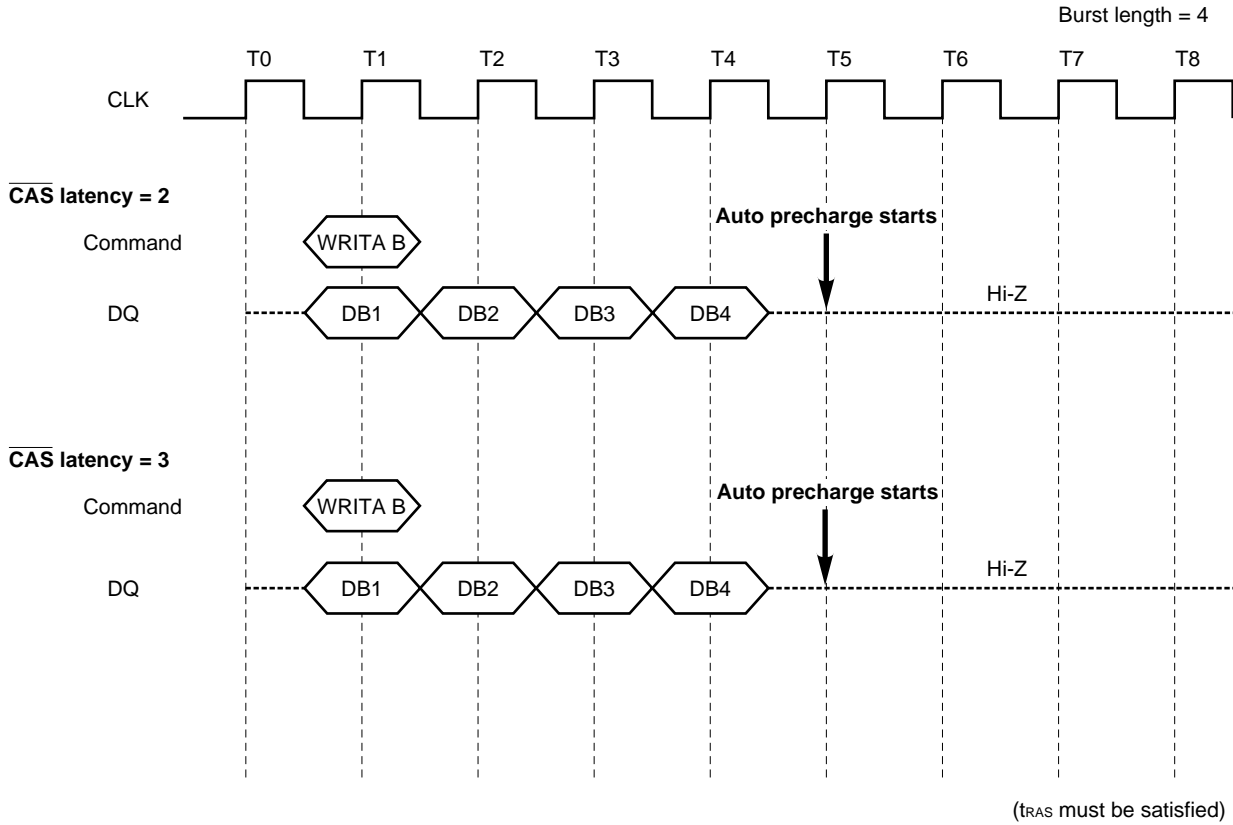 Burst length = 4
T0 T1 T2 T3 T4 T5 T6 T7 T8
CLK
CAS latency = 2
Auto precharge starts
Command WRITA B
Hi-Z
DQ DB1 DB2 DB3 DB4
CAS latency = 3
Auto precharge starts
Command WRITA B
Hi-Z
DQ DB1 DB2 DB3 DB4
(tRAS must be satisfied)